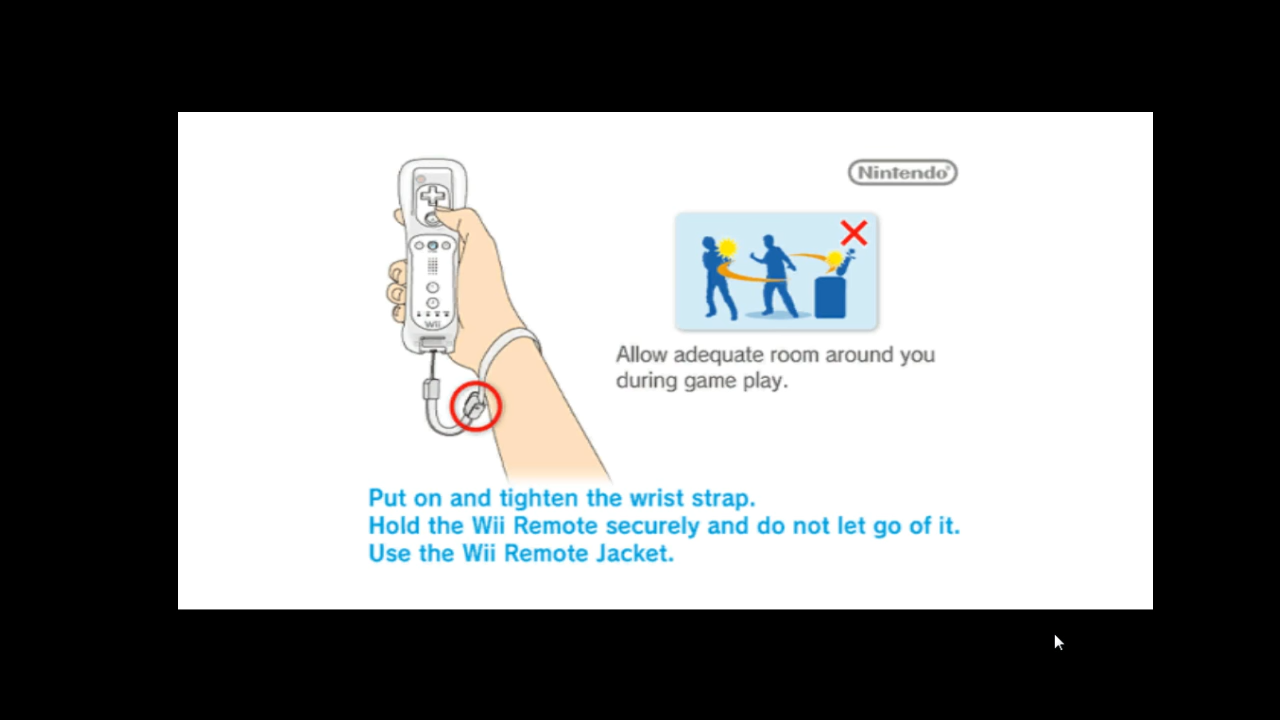 Nintendo
Wii
Allow adequate room around you
during game play.
Put on and tighten the wrist strap.
Hold the Wii Remote securely and do not let go of it.
Use the Wii Remote Jacket.